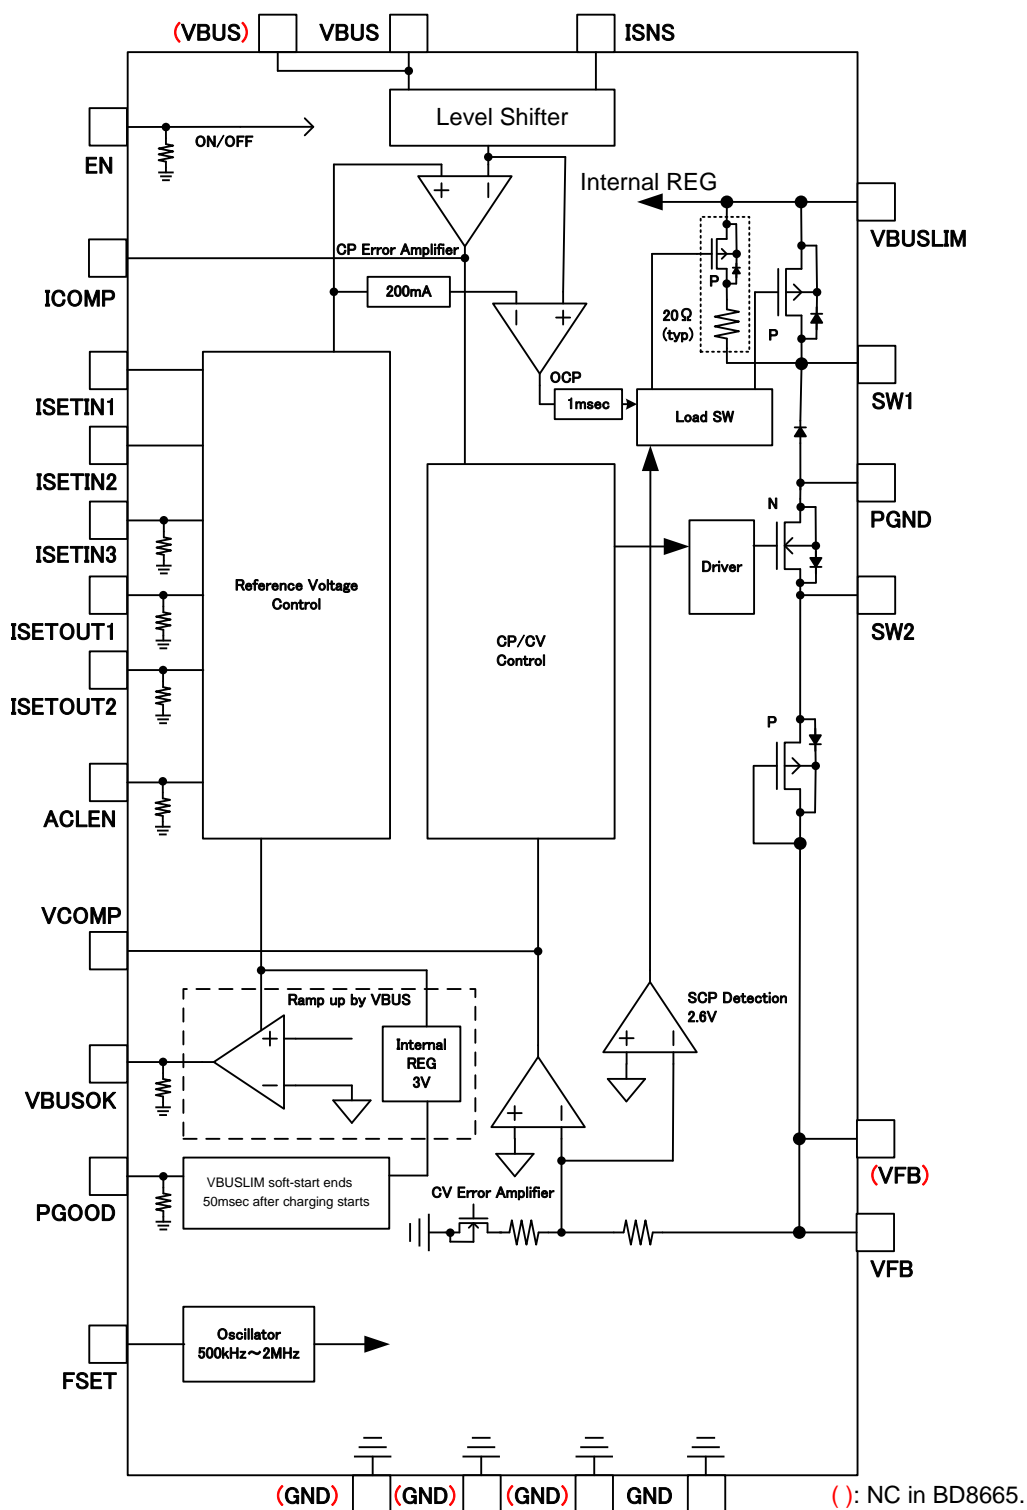 (VBUS) VBUS ISNS
Level Shifter
EN
ON/OFF
+ −
Internal REG
VBUSLIM
CP Error Amplifier
ICOMP
200mA
− +
P
20Ω
(typ)
P
OCP
1msec
Load SW
SW1
ISETIN1
ISETIN2
ISETIN3
ISETOUT1
ISETOUT2
ACLEN
Reference Voltage
Control
CP/CV
Control
Driver
N
PGND
SW2
P
VCOMP
Ramp up by VBUS
+
−
Internal
REG
3V
VBUSOK
SCP Detection
2.6V
+ −
+ −
PGOOD
VBUSLIM soft-start ends
50msec after charging starts
CV Error Amplifier
(VFB)
VFB
FSET
Oscillator
500kHz～2MHz
(GND) (GND) (GND) GND
( ): NC in BD8665.